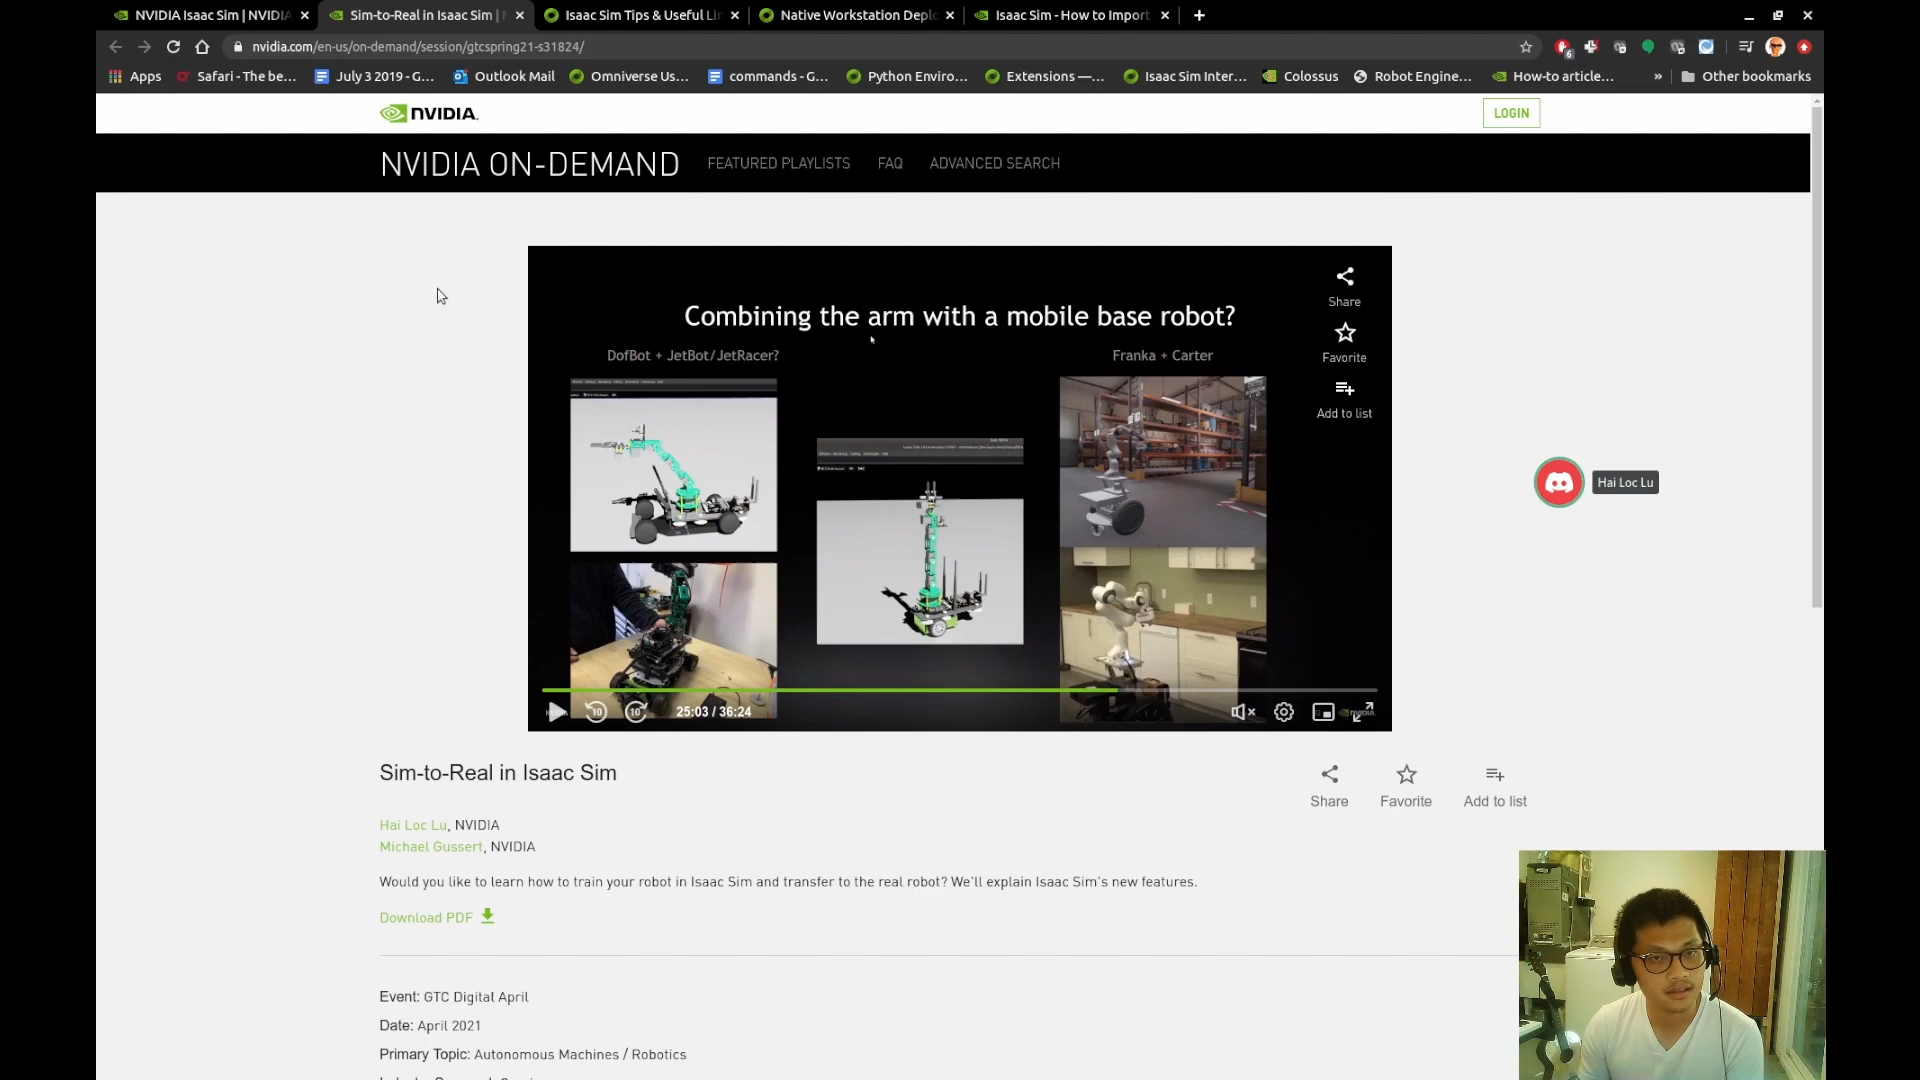 NVIDIA Isaac Sim | NVIDIA
Sim-to-Real in Isaac Sim |
Isaac Sim Tips & Useful Lin
Native Workstation Deplo
Isaac Sim - How to Import
nvidia.com/en-us/on-demand/session/gtcspring21-s31824/
6
Apps
Safari - The be...
July 3 2019 - G...
Outlook Mail
Omniverse Us...
commands - G...
Python Enviro...
Extensions —...
Isaac Sim Inter...
Colossus
Robot Engine...
How-to article...
»
Other bookmarks
NVIDIA.
LOGIN
NVIDIA ON-DEMAND
FEATURED PLAYLISTS
FAQ
ADVANCED SEARCH
Combining the arm with a mobile base robot?
Share
DofBot + JetBot/JetRacer?
Franka + Carter
Favorite
Add to list
Hai Loc Lu
10
10
25:03 / 36:24
Sim-to-Real in Isaac Sim
Share
Favorite
Add to list
Hai Loc Lu, NVIDIA
Michael Gussert, NVIDIA
Would you like to learn how to train your robot in Isaac Sim and transfer to the real robot? We'll explain Isaac Sim's new features.
Download PDF
Event: GTC Digital April
Date: April 2021
Primary Topic: Autonomous Machines / Robotics